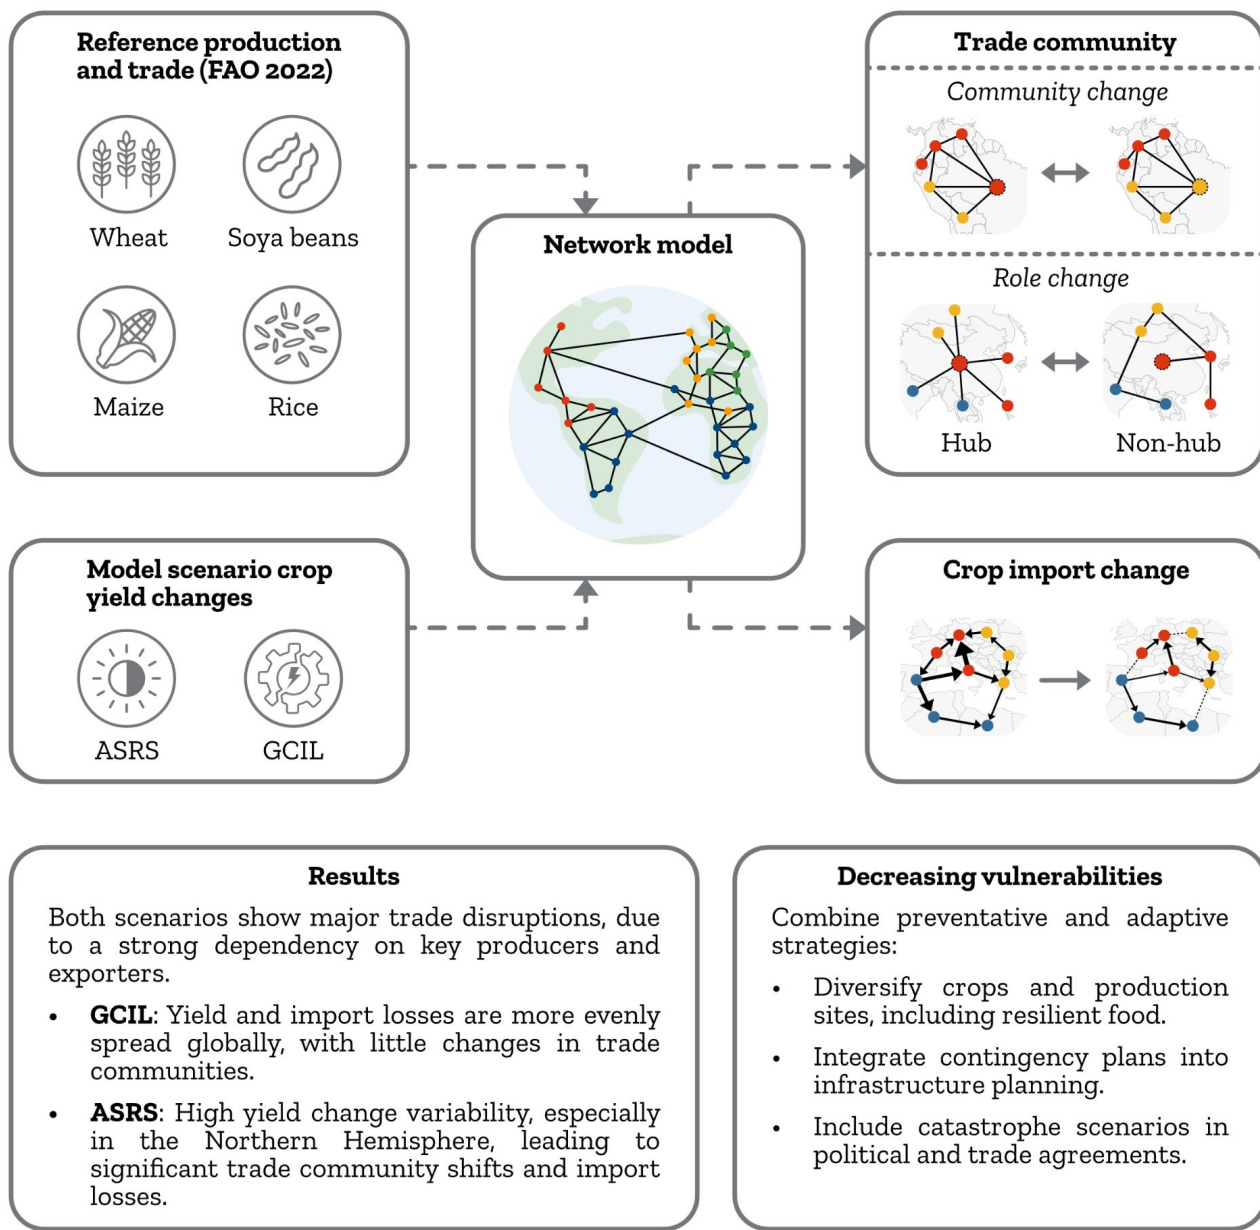 Reference production
and trade (FAO 2022)
Wheat
Soya beans
Maize
Rice
Model scenario crop
yield changes
ASRS
GCIL
Network model
Trade community
Community change
Role change
Hub
Non-hub
Crop import change
Results
Both scenarios show major trade disruptions, due
to a strong dependency on key producers and
exporters.
• GCIL: Yield and import losses are more evenly
spread globally, with little changes in trade
communities.
• ASRS: High yield change variability, especially
in the Northern Hemisphere, leading to
significant trade community shifts and import
losses.
Decreasing vulnerabilities
Combine preventative and adaptive
strategies:
• Diversify crops and production
sites, including resilient food.
• Integrate contingency plans into
infrastructure planning.
• Include catastrophe scenarios in
political and trade agreements.